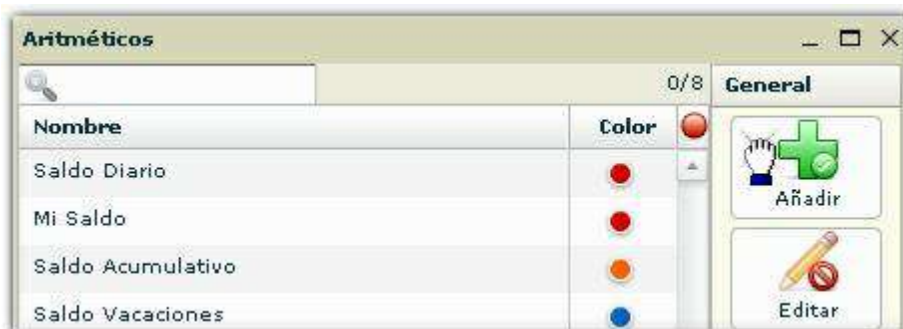 Aritméticos
0/8
General
Nombre
Color
Saldo Diario
Mi Saldo
Saldo Acumulativo
Saldo Vacaciones
Añadir
Editar